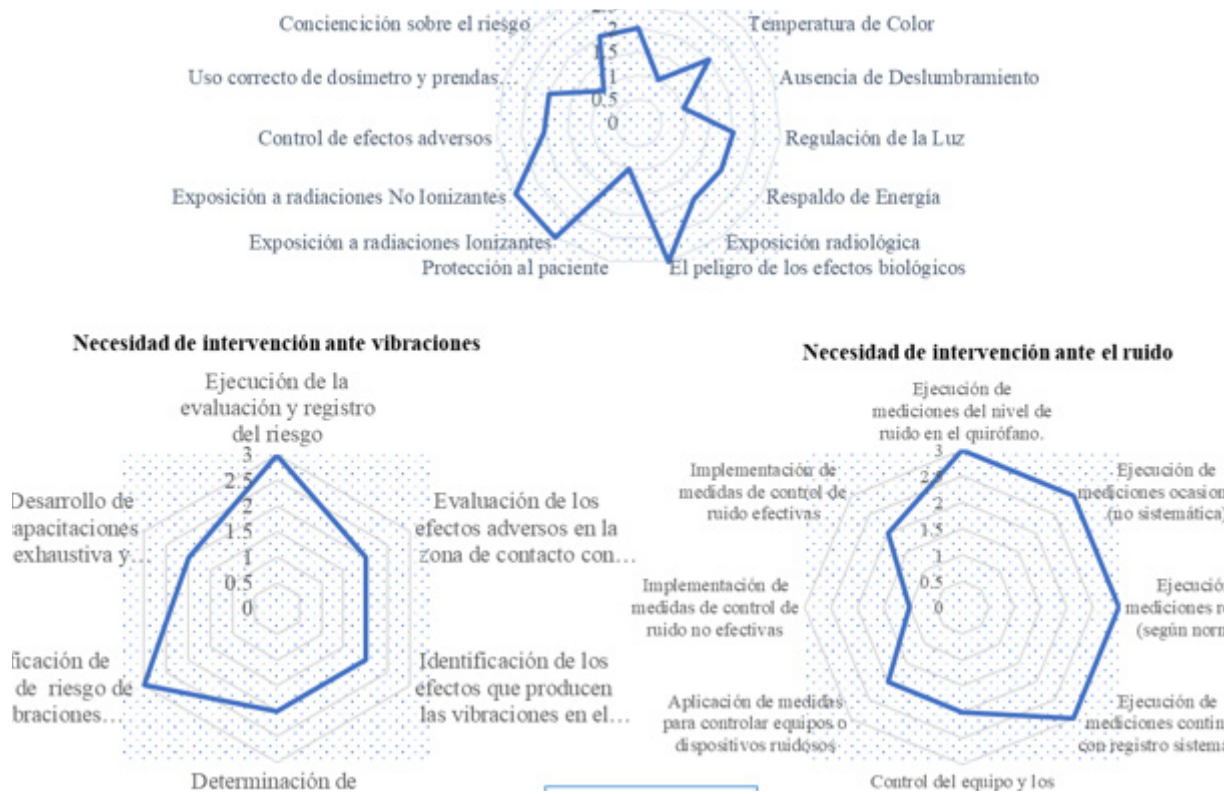 2.5
Conciencición sobre el riesgo
Temperatura de Color
2
1.5
Uso correcto de dosímetro y prendas…
Ausencia de Deslumbramiento
1
0.5
0
Control de efectos adversos
Regulación de la Luz
Exposición a radiaciones No Ionizantes
Respaldo de Energía
Exposición a radiaciones Ionizantes
Exposición radiológica
Protección al paciente
El peligro de los efectos biológicos
Necesidad de intervención ante vibraciones
Ejecución de la
evaluación y registro
del riesgo
3
2.5
2
1.5
1
0.5
0
Evaluación de los
efectos adversos en la
zona de contacto con…
Identificación de los
efectos que producen
las vibraciones en el…
Determinación de
ficación de
de riesgo de
braciones…
Desarrollo de
apacitaciones
exhaustiva y…
Necesidad de intervención ante el ruido
Ejecución de
mediciones del nivel de
ruido en el quirófano.
3
2.5
2
1.5
1
0.5
0
Ejecución de
mediciones ocasion
(no sistemática)
Ejecución
mediciones r
(según norm
Ejecución de
mediciones contin
con registro sistema
Control del equipo y los
Aplicación de medidas
para controlar equipos o
dispositivos ruidosos
Implementación de
medidas de control de
ruido no efectivas
Implementación de
medidas de control de
ruido efectivas